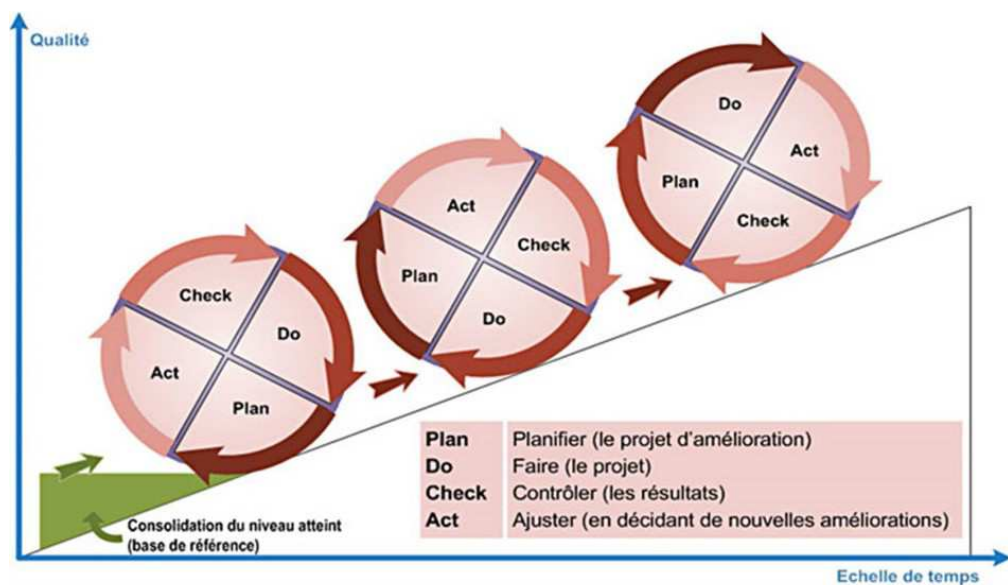 Qualité
Do
Act
Plan
Check
Act
Check
Plan
Do
Check
Do
Act
Plan
Plan Planifier (le projet d'amélioration)
Do Faire (le projet)
Check Contrôler (les résultats)
Act Ajuster (en décidant de nouvelles améliorations)
Consolidation du niveau atteint
(base de référence)
Echelle de temps